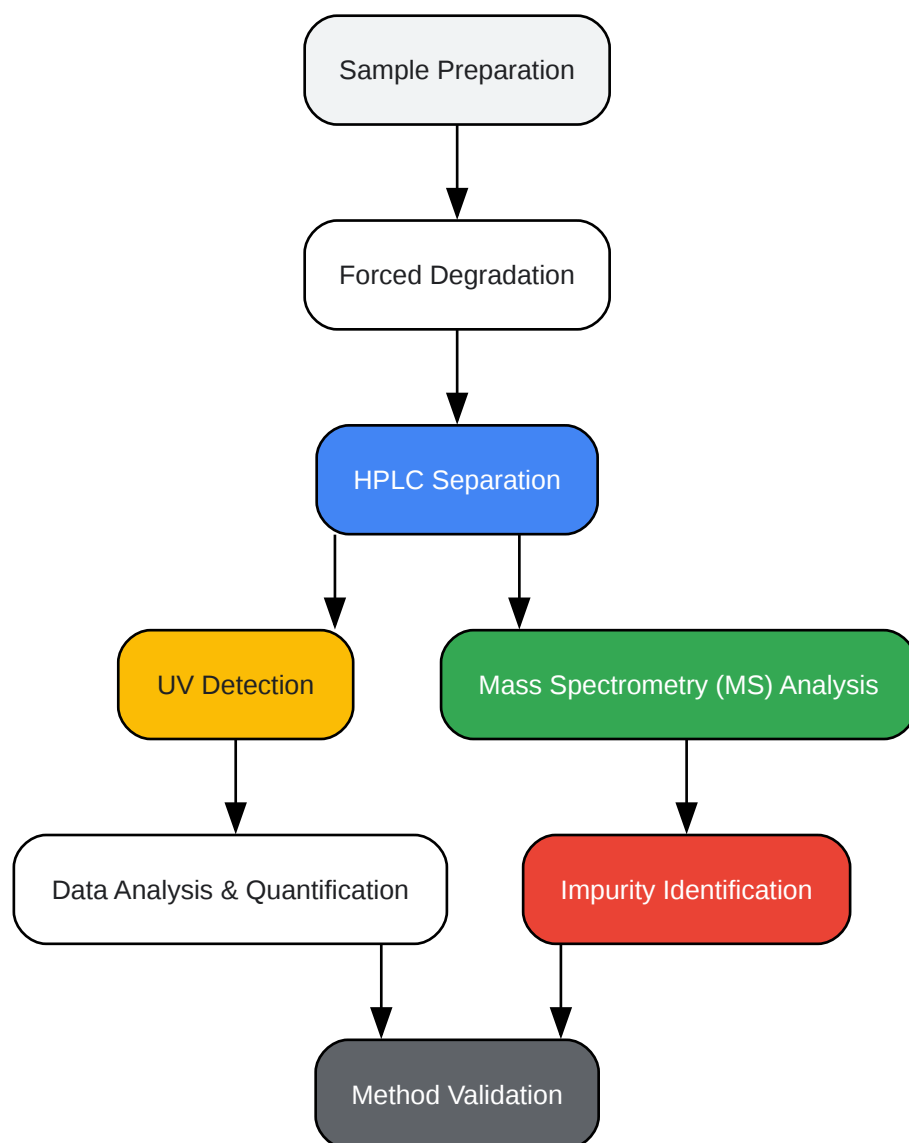 Sample Preparation
Forced Degradation
HPLC Separation
UV Detection
Mass Spectrometry (MS) Analysis
Data Analysis & Quantification
Impurity Identification
Method Validation